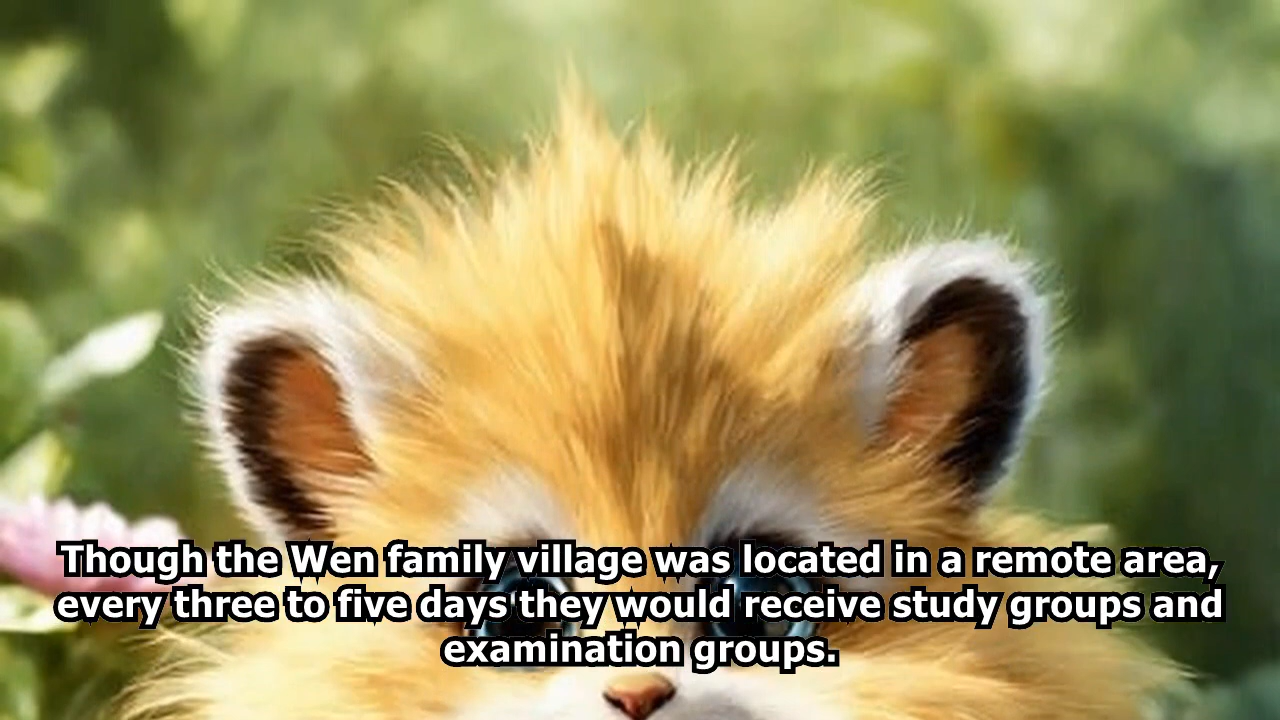 Though the Wen family village was located in a remote area,
every three to five days they would receive study groups and
examination groups.